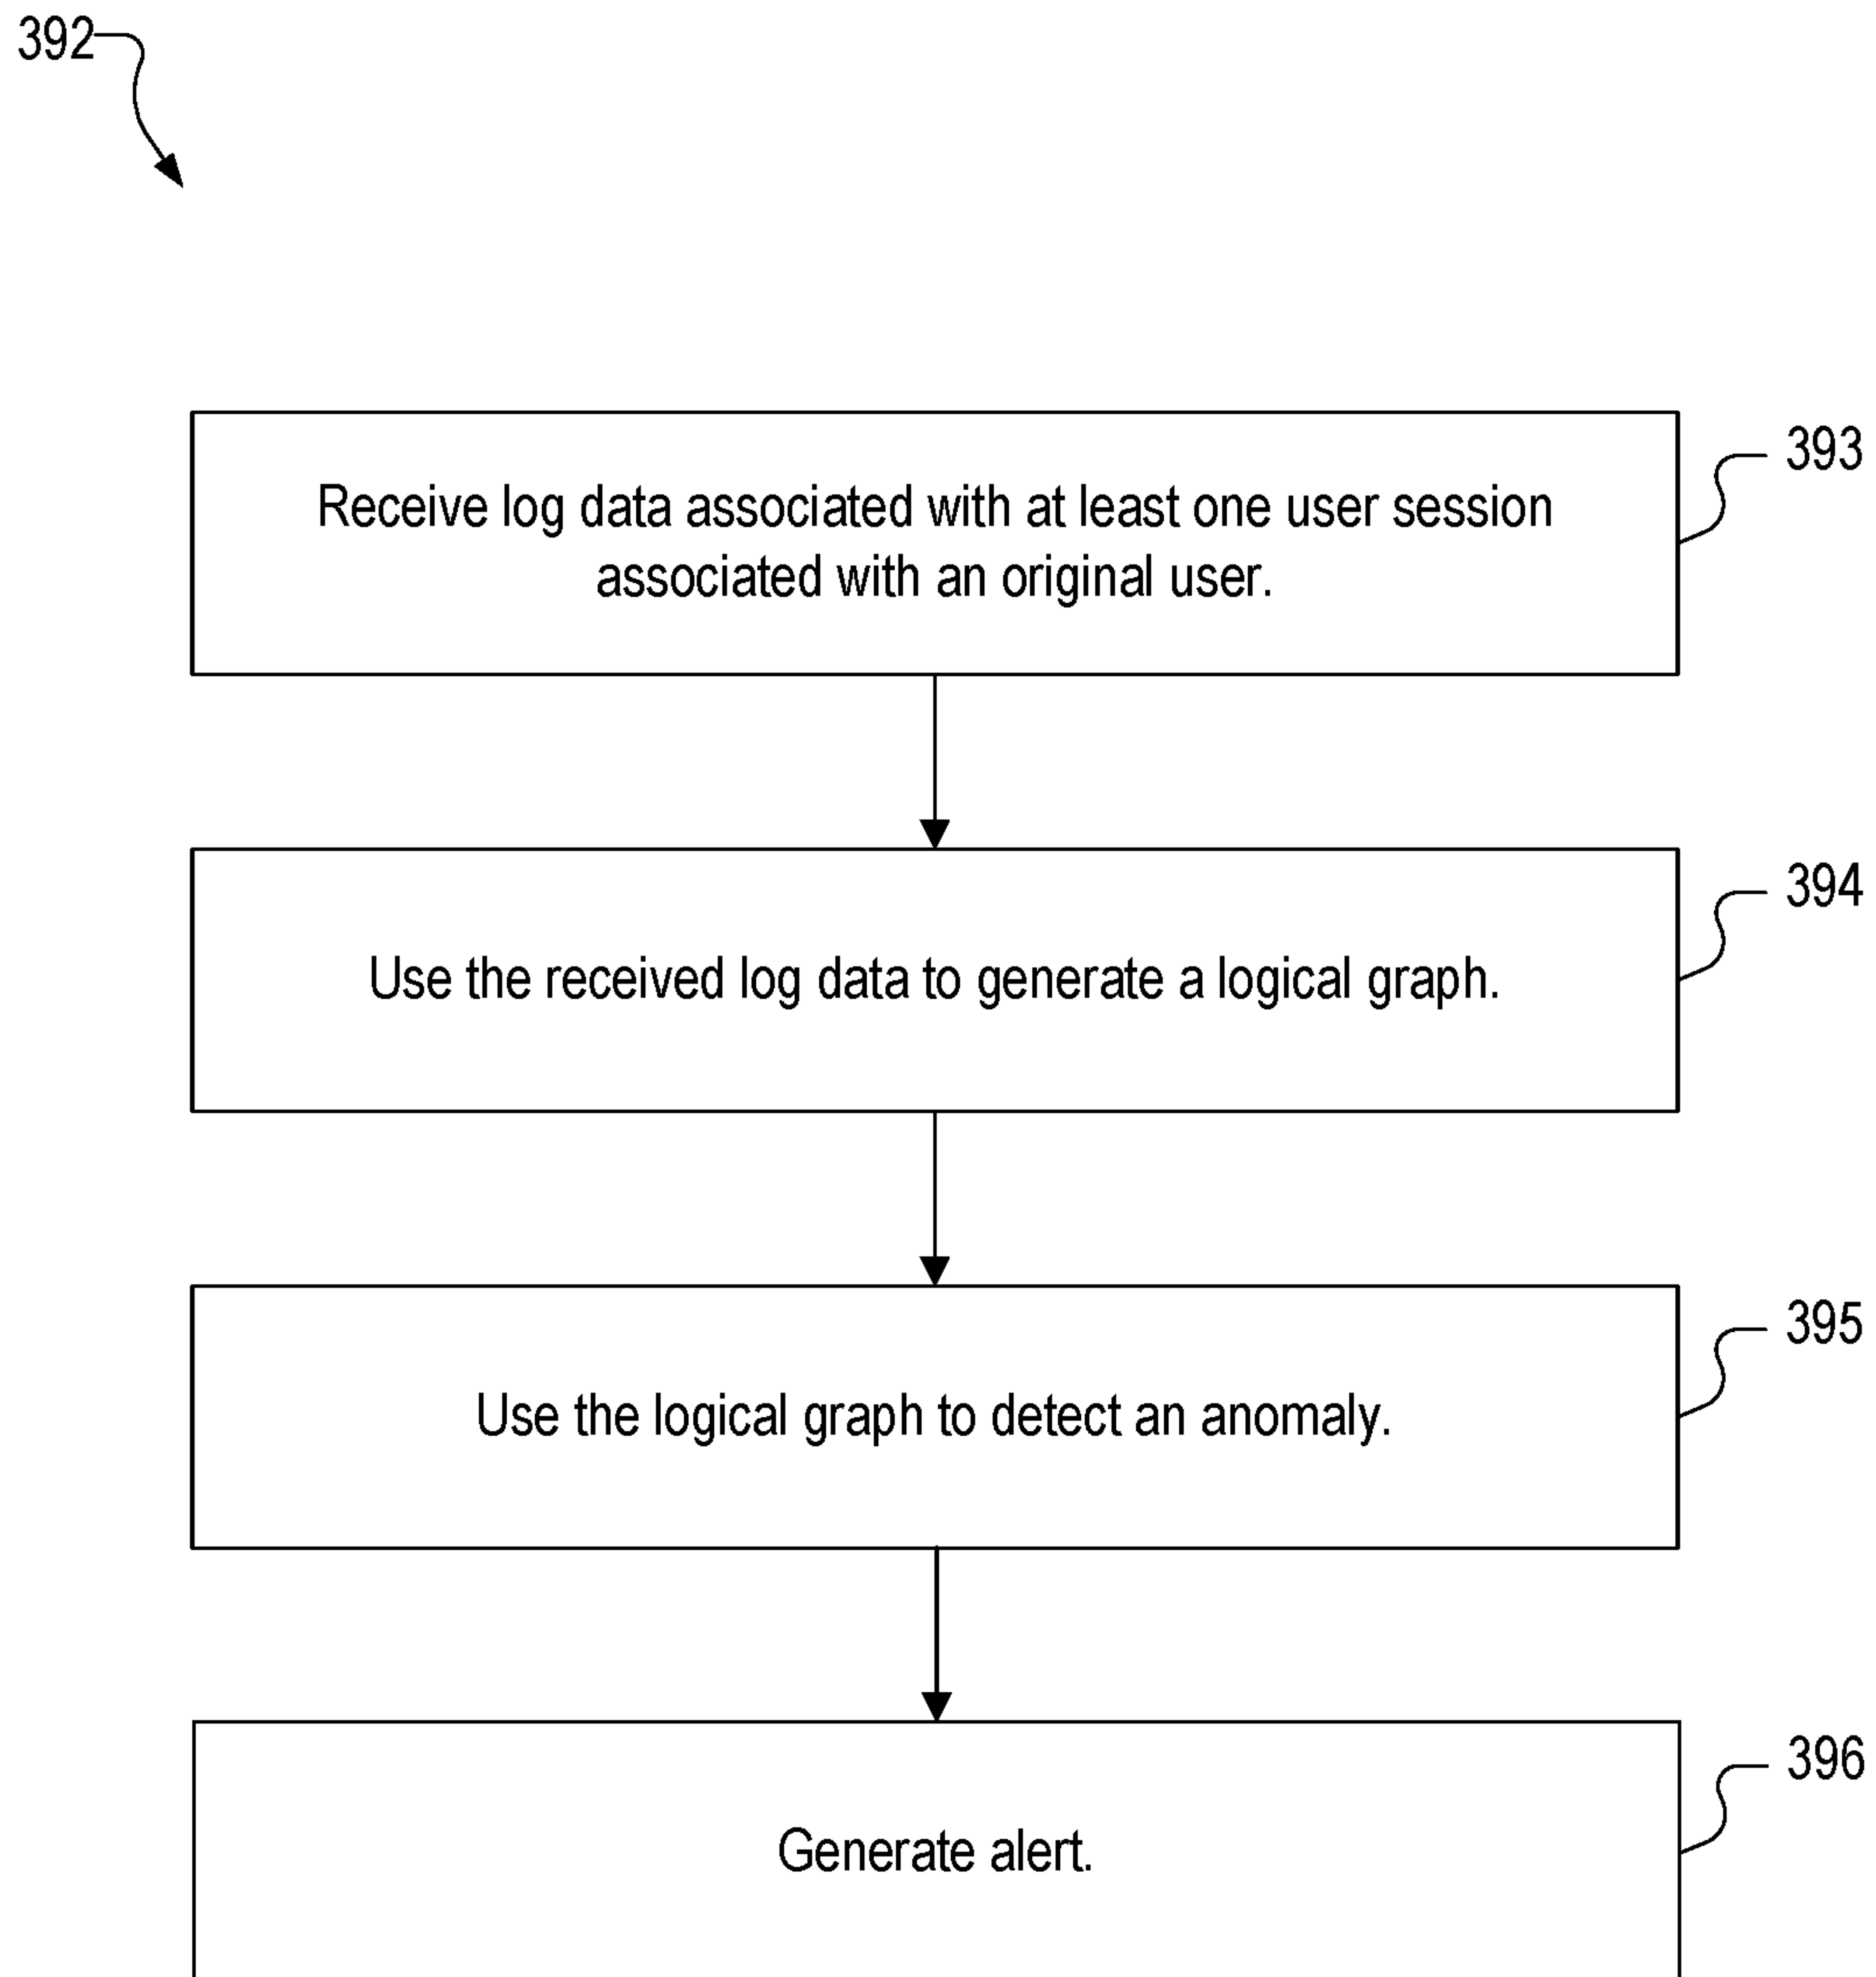 392
393
Receive log data associated with at least one user session
associated with an original user.
394
Use the received log data to generate a logical graph.
395
Use the logical graph to detect an anomaly.
396
Generate alert.